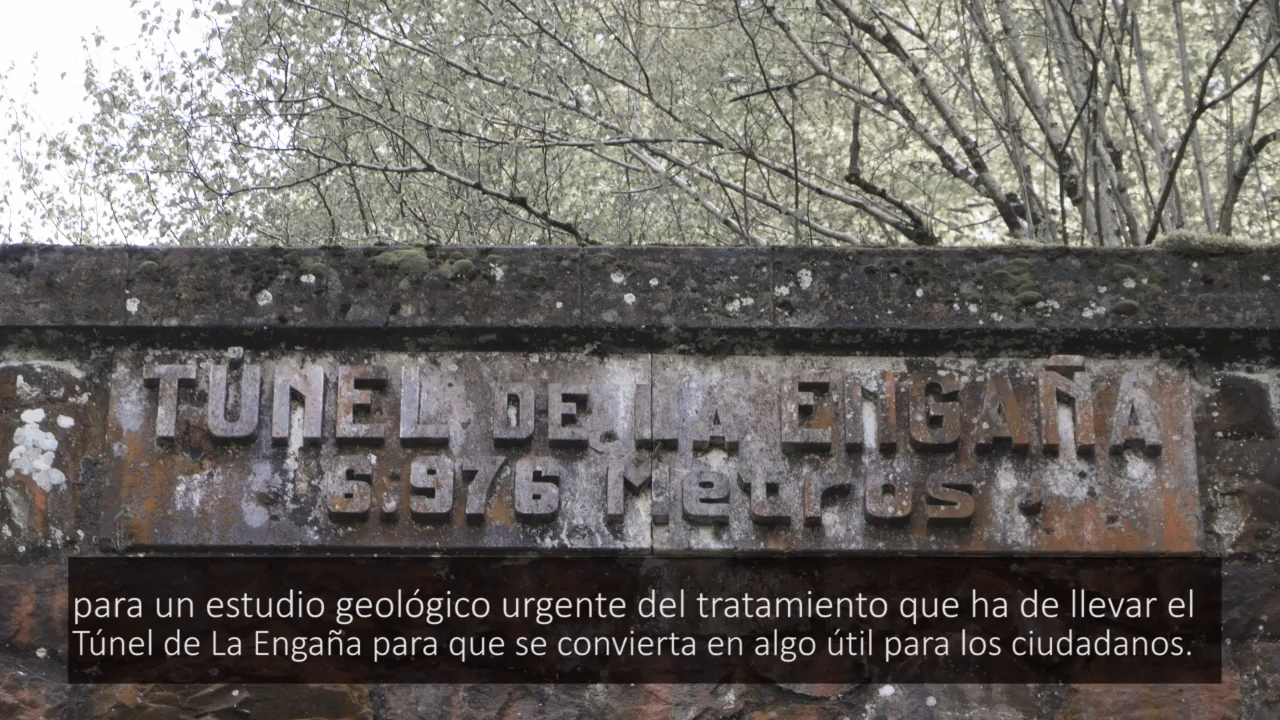 TÚNEL DE LA ENGAÑA
6.976 Metros.
para un estudio geológico urgente del tratamiento que ha de llevar el
Túnel de La Engaña para que se convierta en algo útil para los ciudadanos.